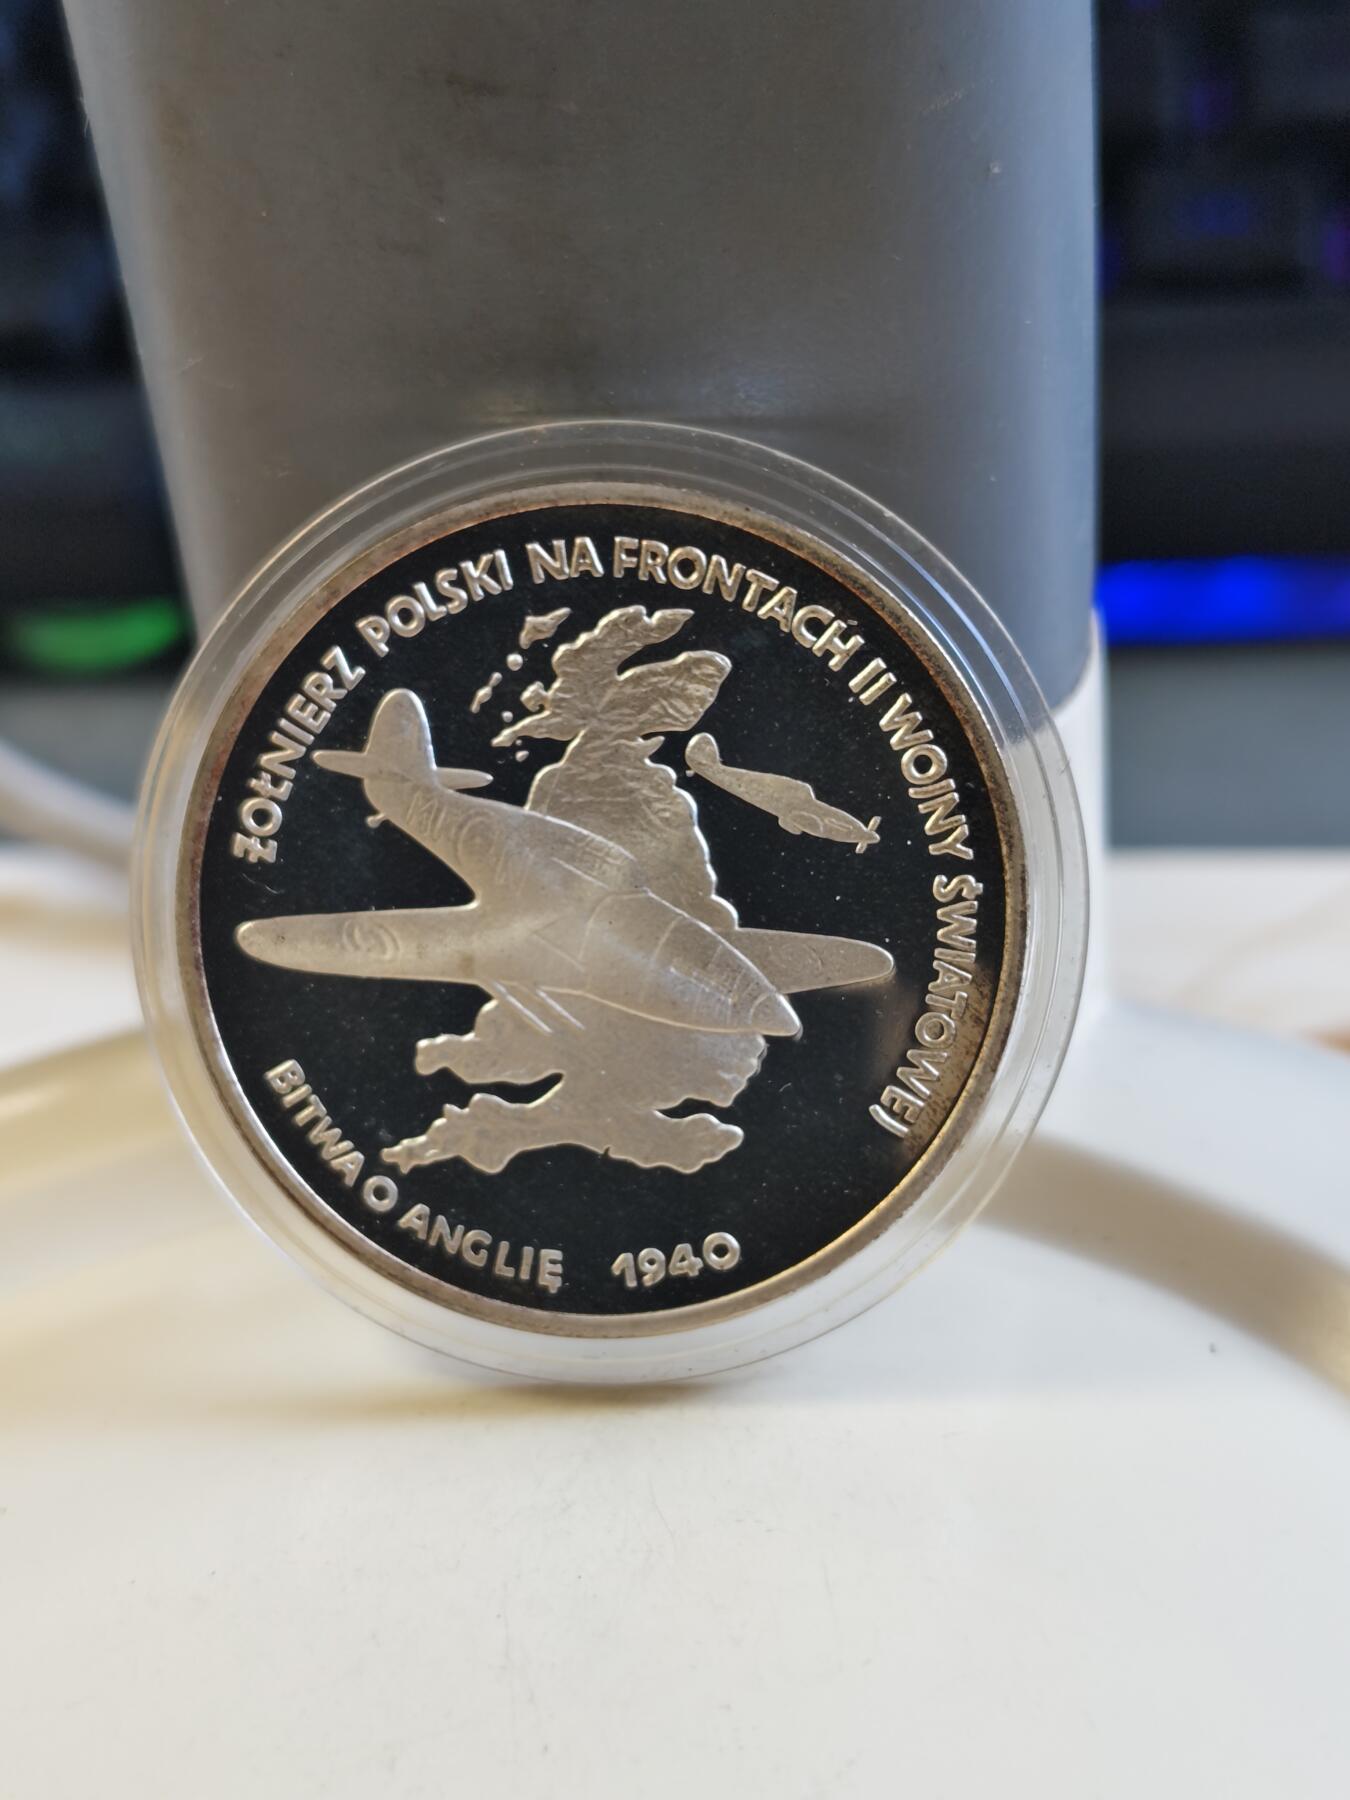 ŻOŁNIERZ POLSKI NA FRONTACH II WOJNY ŚWIATOWEJ
BITWA O ANGLIĘ 1940